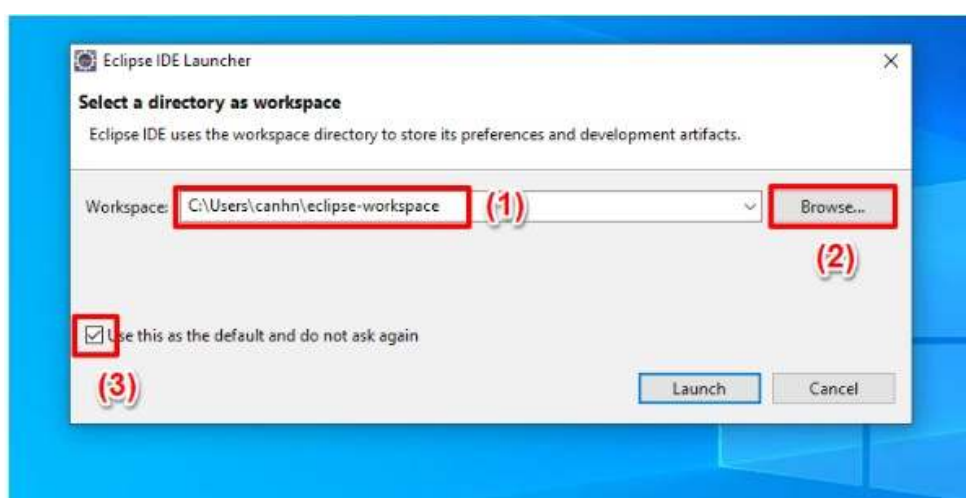 Eclipse IDE Launcher
Select a directory as workspace
Eclipse IDE uses the workspace directory to store its preferences and development artifacts.
Workspace: C:\Users\canhn\eclipse-workspace (1) Browse...
(2)
Use this as the default and do not ask again
(3)
Launch Cancel